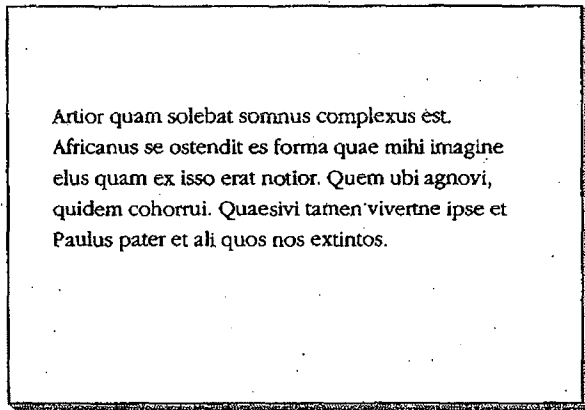 Artior quam solebat somnus complexus est.
Africanus se ostendit es forma quae mihi imagine
elus quam ex isso erat notior. Quem ubi agnovi,
quidem cohorrui. Quaesivi tamen vivertne ipse et
Paulus pater et ali quos nos extintos.